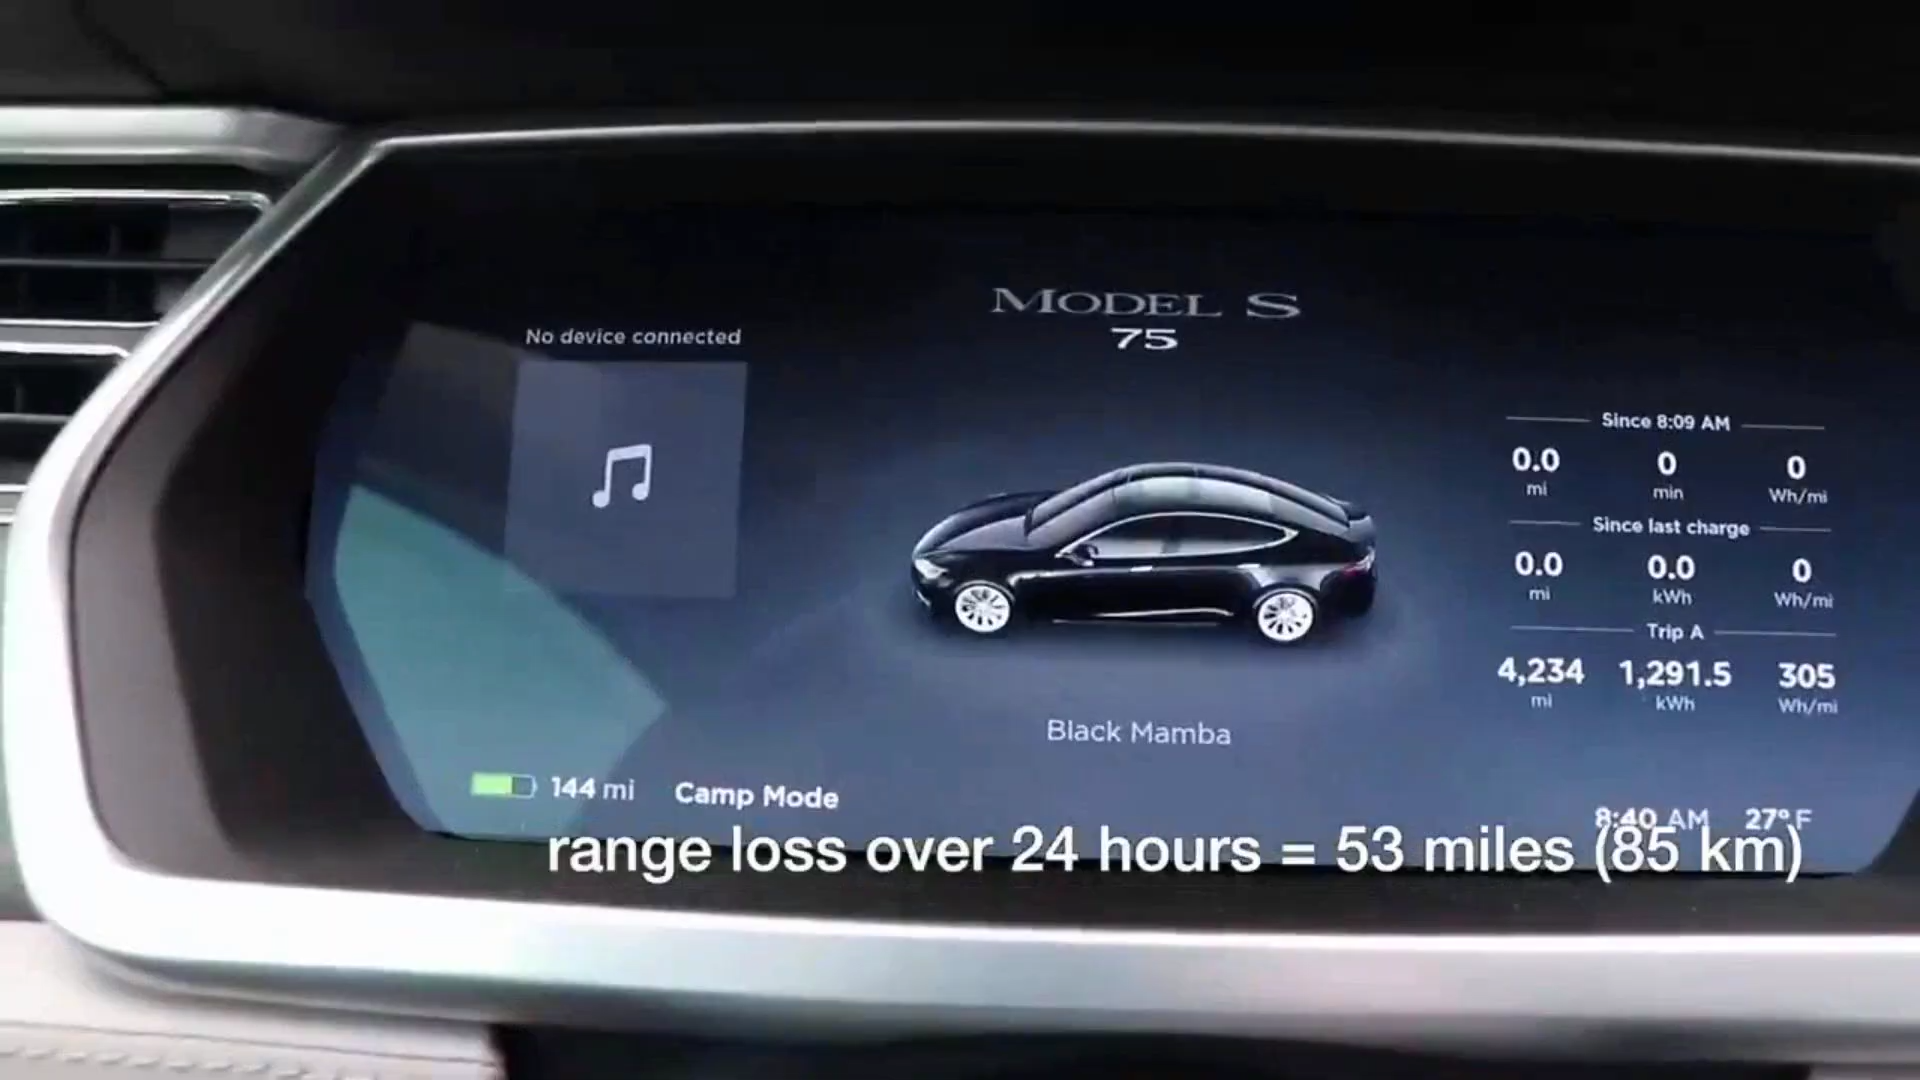 MODEL S
75
No device connected
Since 8:09 AM
0.0 0 0
mi min Wh/mi
Since last charge
0.0 0.0 0
mi kWh Wh/mi
Trip A
4,234 1,291.5 305
mi kWh Wh/mi
Black Mamba
144 mi Camp Mode
8:40 AM 27°F
range loss over 24 hours = 53 miles (85 km)